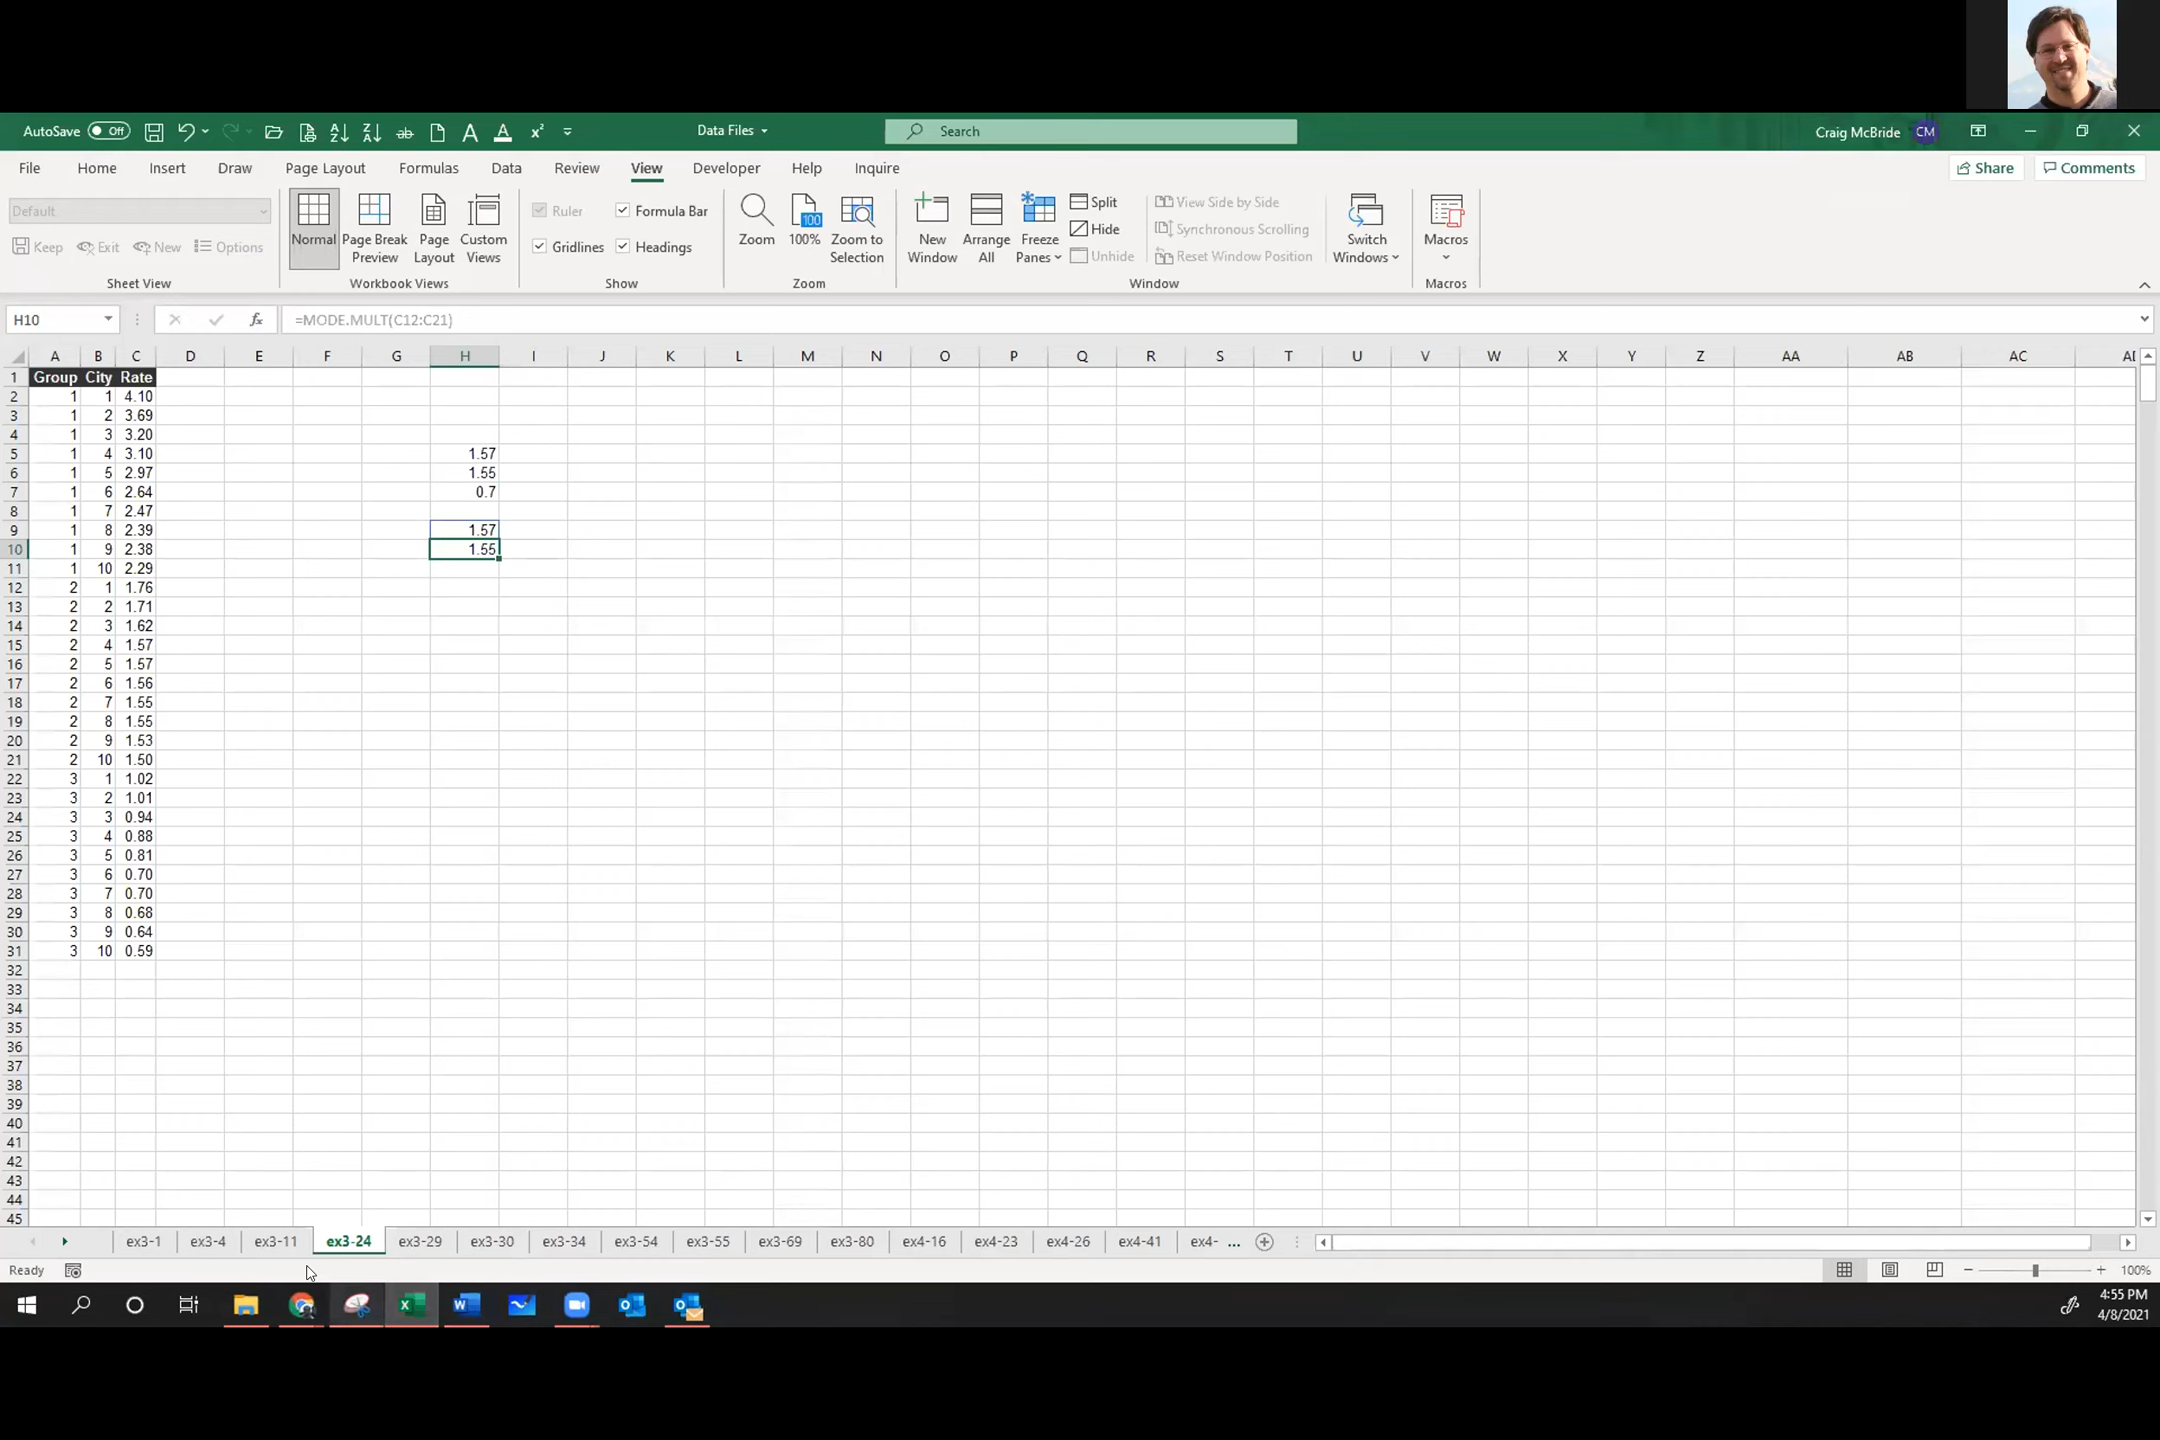 AutoSave Off Data Files Search Craig McBride CM
File Home Insert Draw Page Layout Formulas Data Review View Developer Help Inquire Share Comments
Default
Keep Exit New Options
Sheet View
Normal
Page Break Preview
Page Layout
Custom Views
Workbook Views
Ruler Formula Bar
Gridlines Headings
Show
Zoom
100 100%
Zoom to Selection
Zoom
New Window
Arrange All
Freeze Panes
Split
Hide
Unhide
View Side by Side
Synchronous Scrolling
Reset Window Position
Window
Switch Windows
Macros
Macros
H10 fx =MODE.MULT(C12:C21)
A B C D E F G H I J K L M N O P Q R S T U V W X Y Z AA AB AC AD
1 Group City Rate
2 1 1 4.10
3 1 2 3.69
4 1 3 3.20
5 1 4 3.10 1.57
6 1 5 2.97 1.55
7 1 6 2.64 0.7
8 1 7 2.47
9 1 8 2.39 1.57
10 1 9 2.38 1.55
11 1 10 2.29
12 2 1 1.76
13 2 2 1.71
14 2 3 1.62
15 2 4 1.57
16 2 5 1.57
17 2 6 1.56
18 2 7 1.55
19 2 8 1.55
20 2 9 1.53
21 2 10 1.50
22 3 1 1.02
23 3 2 1.01
24 3 3 0.94
25 3 4 0.88
26 3 5 0.81
27 3 6 0.70
28 3 7 0.70
29 3 8 0.68
30 3 9 0.64
31 3 10 0.59
32
33
34
35
36
37
38
39
40
41
42
43
44
45
ex3-1 ex3-4 ex3-11 ex3-24 ex3-29 ex3-30 ex3-34 ex3-54 ex3-55 ex3-69 ex3-80 ex4-16 ex4-23 ex4-26 ex4-41 ex4- ...
Ready 100%
4:55 PM
4/8/2021